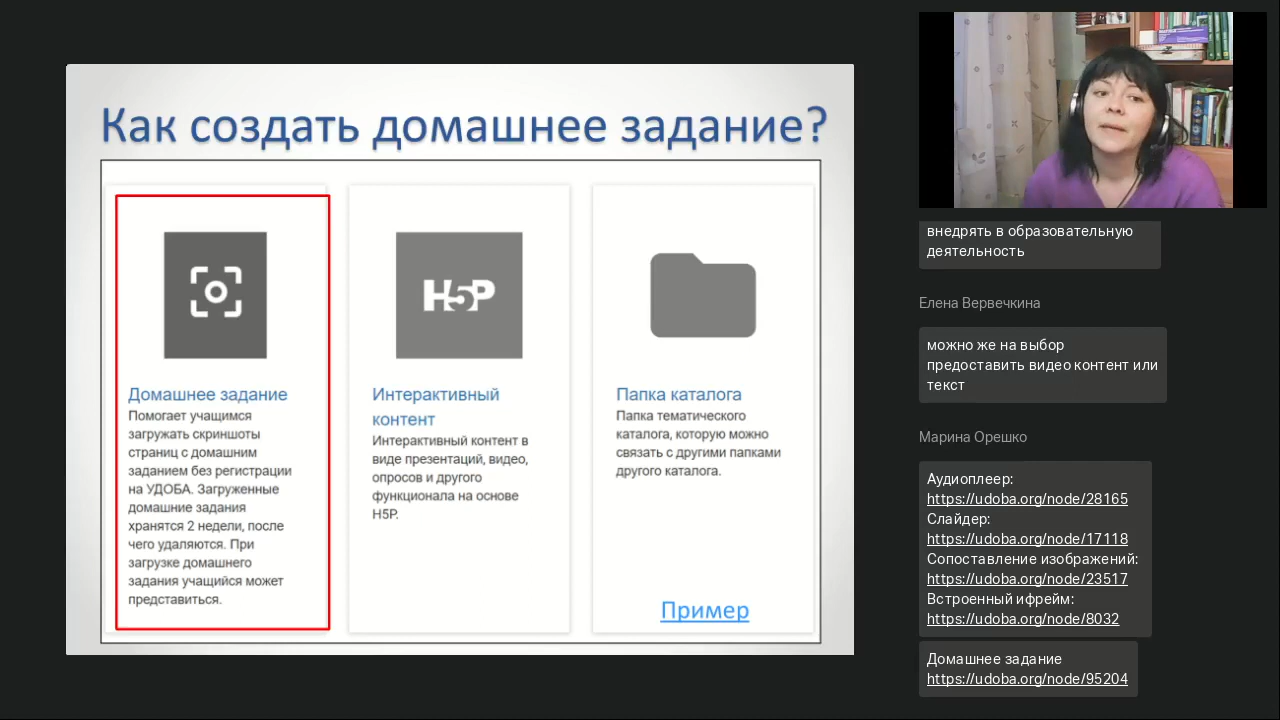 Как создать домашнее задание?
Домашнее задание
Помогает учащимся
загружать скриншоты
страниц с домашним
заданием без регистрации
на УДОБА. Загруженные
домашние задания
хранятся 2 недели, после
чего удаляются. При
загрузке домашнего
задания учащийся может
представиться.
H5P
Интерактивный
контент
Интерактивный контент в
виде презентаций, видео,
опросов и другого
функционала на основе
H5P.
Папка каталога
Папка тематического
каталога, которую можно
связать с другими папками
другого каталога.
Пример
внедрять в образовательную
деятельность
Елена Вервечкина
можно же на выбор
предоставить видео контент или
текст
Марина Орешко
Аудиоплеер:
https://udoba.org/node/28165
Слайдер:
https://udoba.org/node/17118
Сопоставление изображений:
https://udoba.org/node/23517
Встроенный ифрейм:
https://udoba.org/node/8032
Домашнее задание
https://udoba.org/node/95204